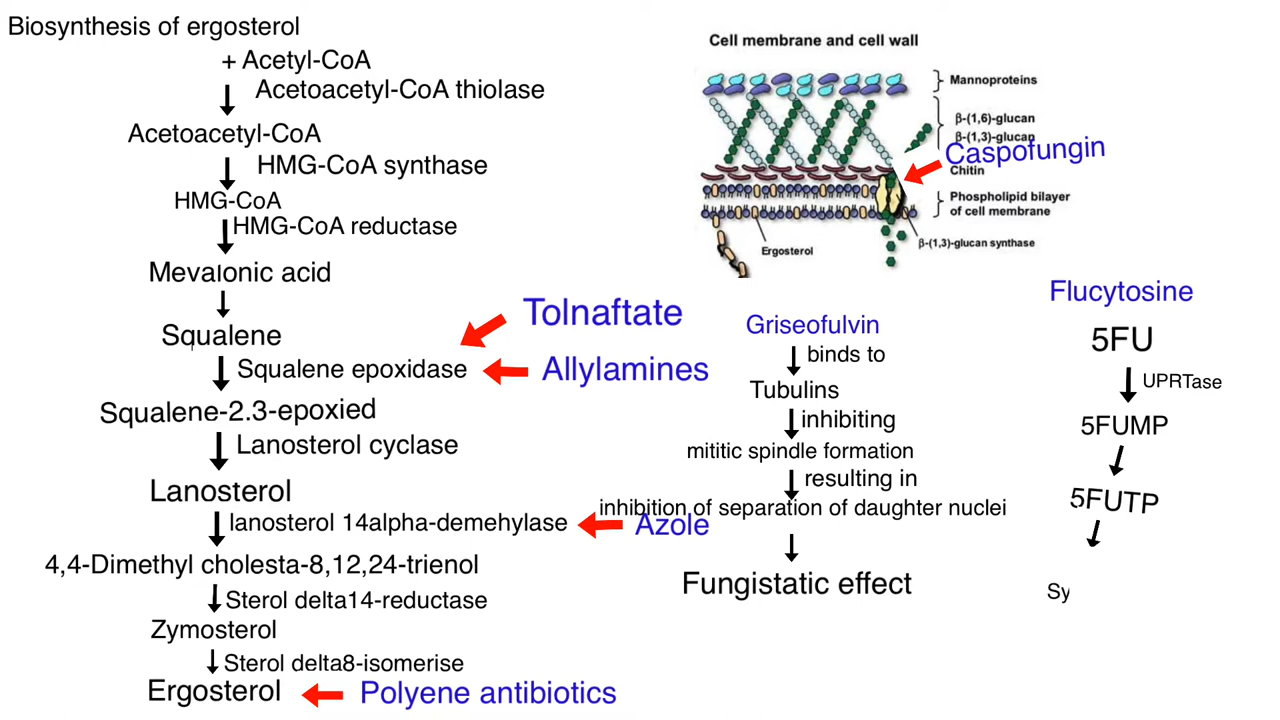 Biosynthesis of ergosterol
+ Acetyl-CoA
Acetoacetyl-CoA thiolase
Acetoacetyl-CoA
HMG-CoA synthase
HMG-CoA
HMG-CoA reductase
Mevalonic acid
Squalene
Squalene epoxidase
Tolnaftate
Allylamines
Squalene-2.3-epoxied
Lanosterol cyclase
Lanosterol
lanosterol 14alpha-demehylase
Azole
4,4-Dimethyl cholesta-8,12,24-trienol
Sterol delta14-reductase
Zymosterol
Sterol delta8-isomerise
Ergosterol
Polyene antibiotics
Cell membrane and cell wall
Mannoproteins
β-(1,6)-glucan
β-(1,3)-glucan
Caspofungin
Chitin
Phospholipid bilayer
of cell membrane
β-(1,3)-glucan synthase
Ergosterol
Griseofulvin
binds to
Tubulins
inhibiting
mititic spindle formation
resulting in
inhibition of separation of daughter nuclei
Fungistatic effect
Flucytosine
5FU
UPRTase
5FUMP
5FUTP
Sy